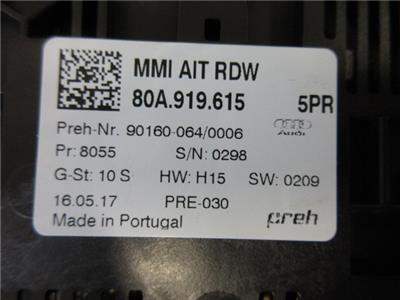 MMI AIT RDW
80A.919.615 5PR
Preh-Nr. 90160-064/0006
Audi
Pr: 8055 S/N: 0298
G-St: 10 S HW: H15 SW: 0209
16.05.17 PRE-030
Made in Portugal preh